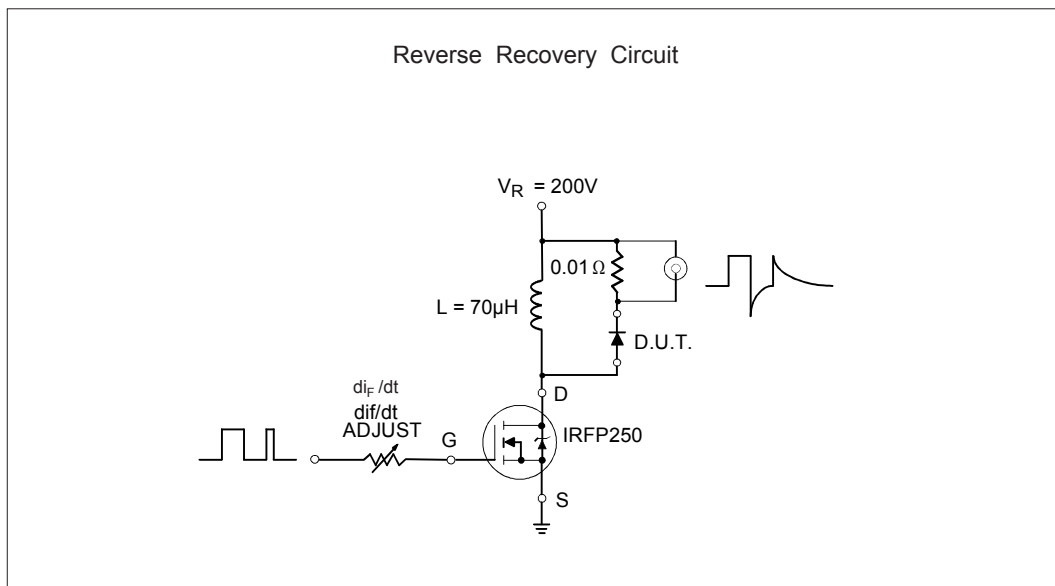 Reverse Recovery Circuit
V_R = 200V
0.01 Ω
L = 70µH
D.U.T.
di_F /dt
dif/dt
ADJUST
D
G
IRFP250
S